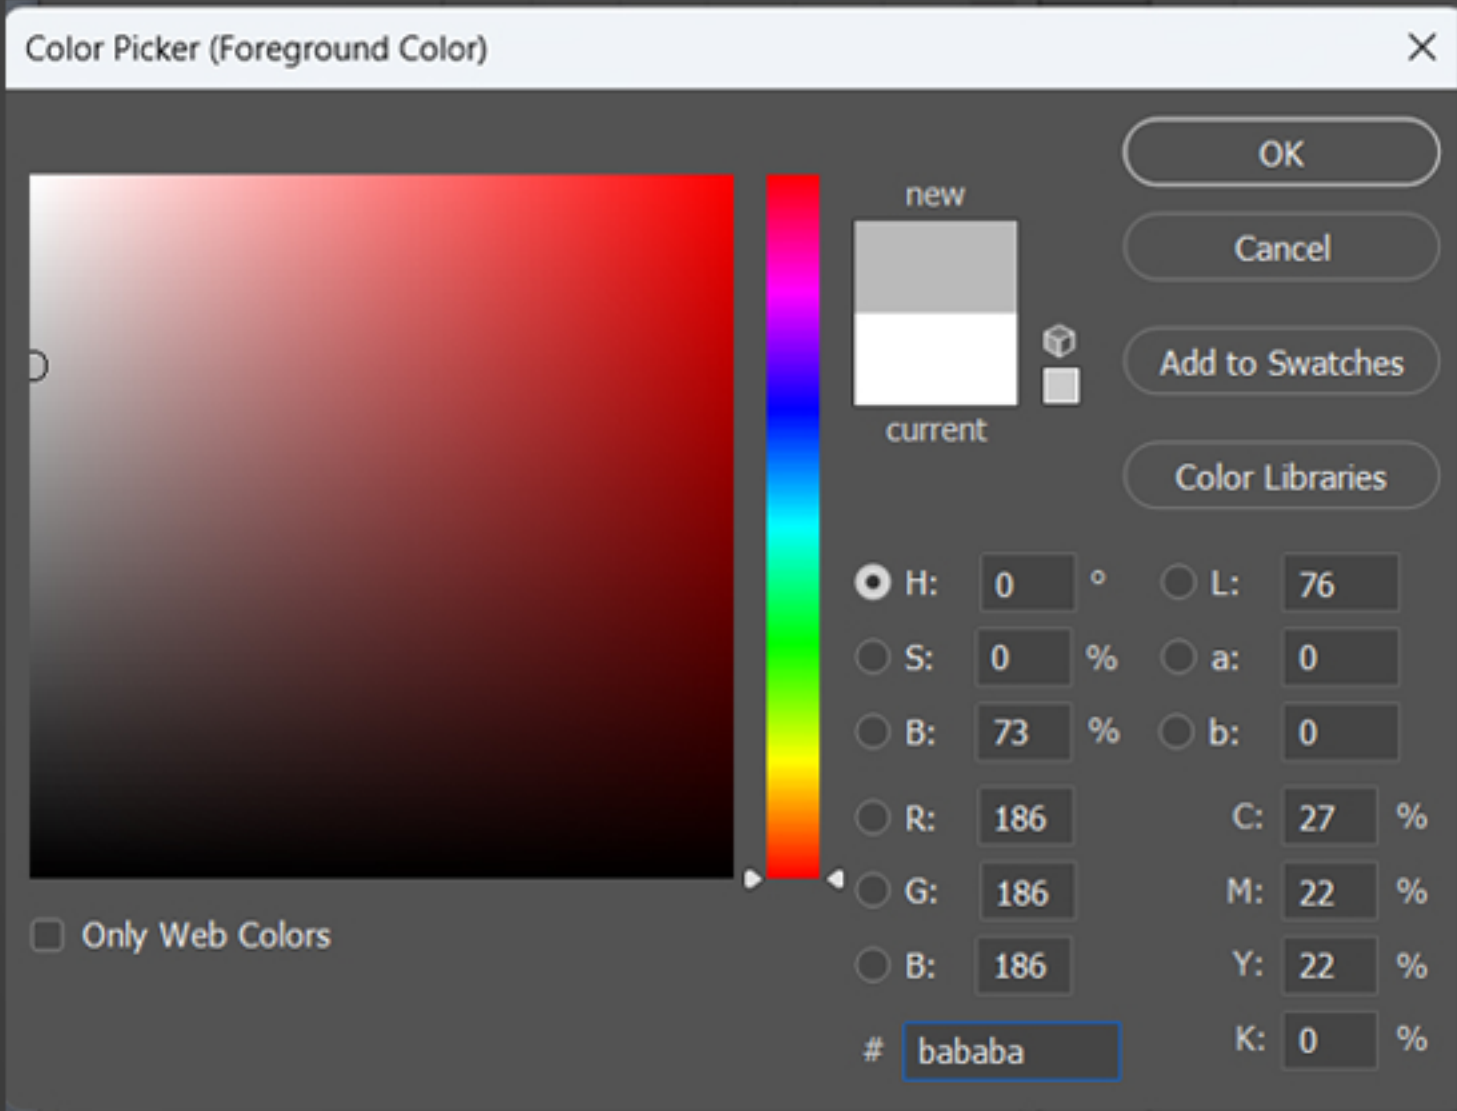 Color Picker (Foreground Color)
OK
new
Cancel
Add to Swatches
current
Color Libraries
H: 0 ° L: 76
S: 0 % a: 0
B: 73 % b: 0
R: 186 C: 27 %
G: 186 M: 22 %
Only Web Colors
B: 186 Y: 22 %
# bababa K: 0 %